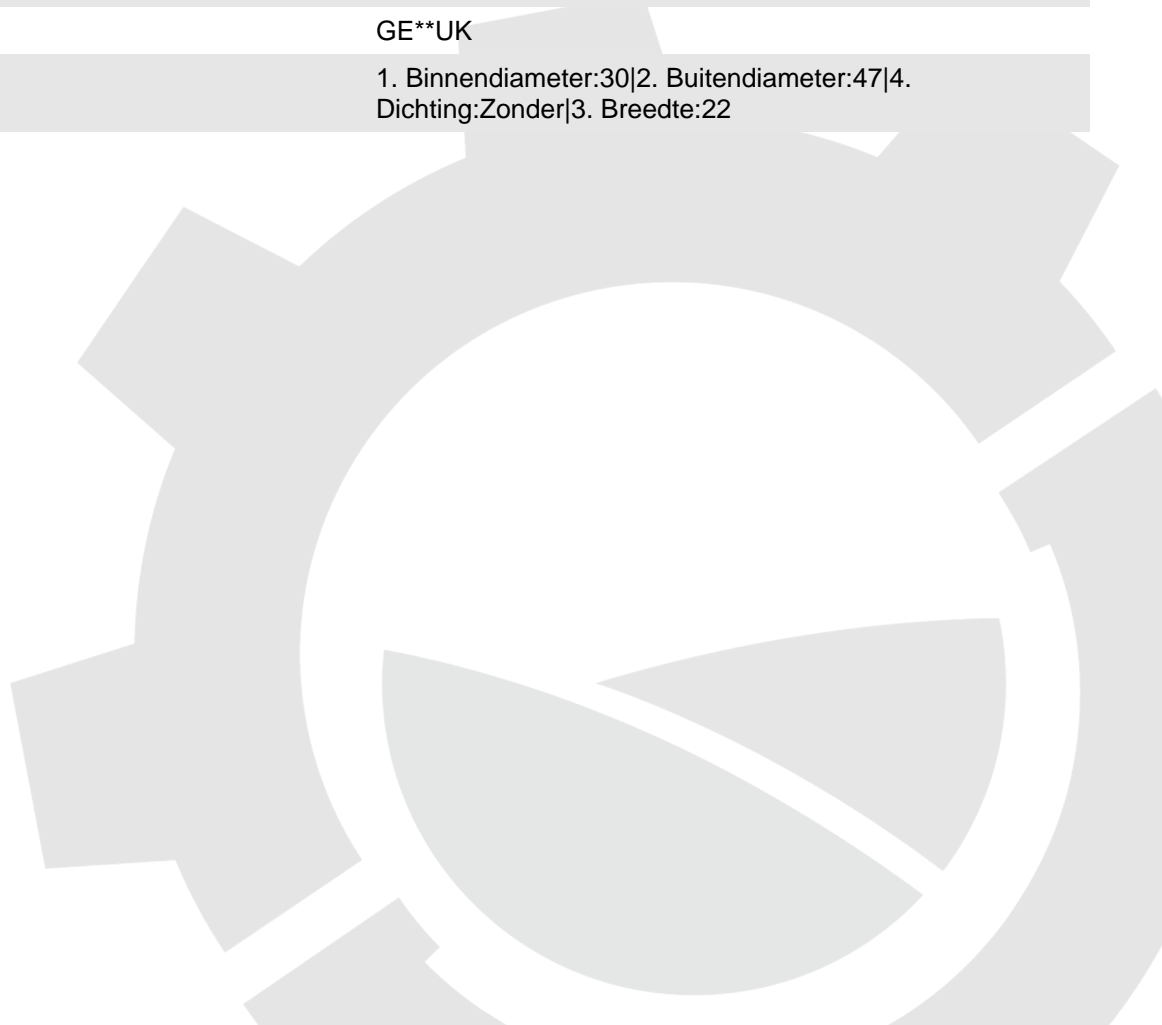 GE**UK
1. Binnendiameter:30|2. Buitendiameter:47|4.
Dichting:Zonder|3. Breedte:22